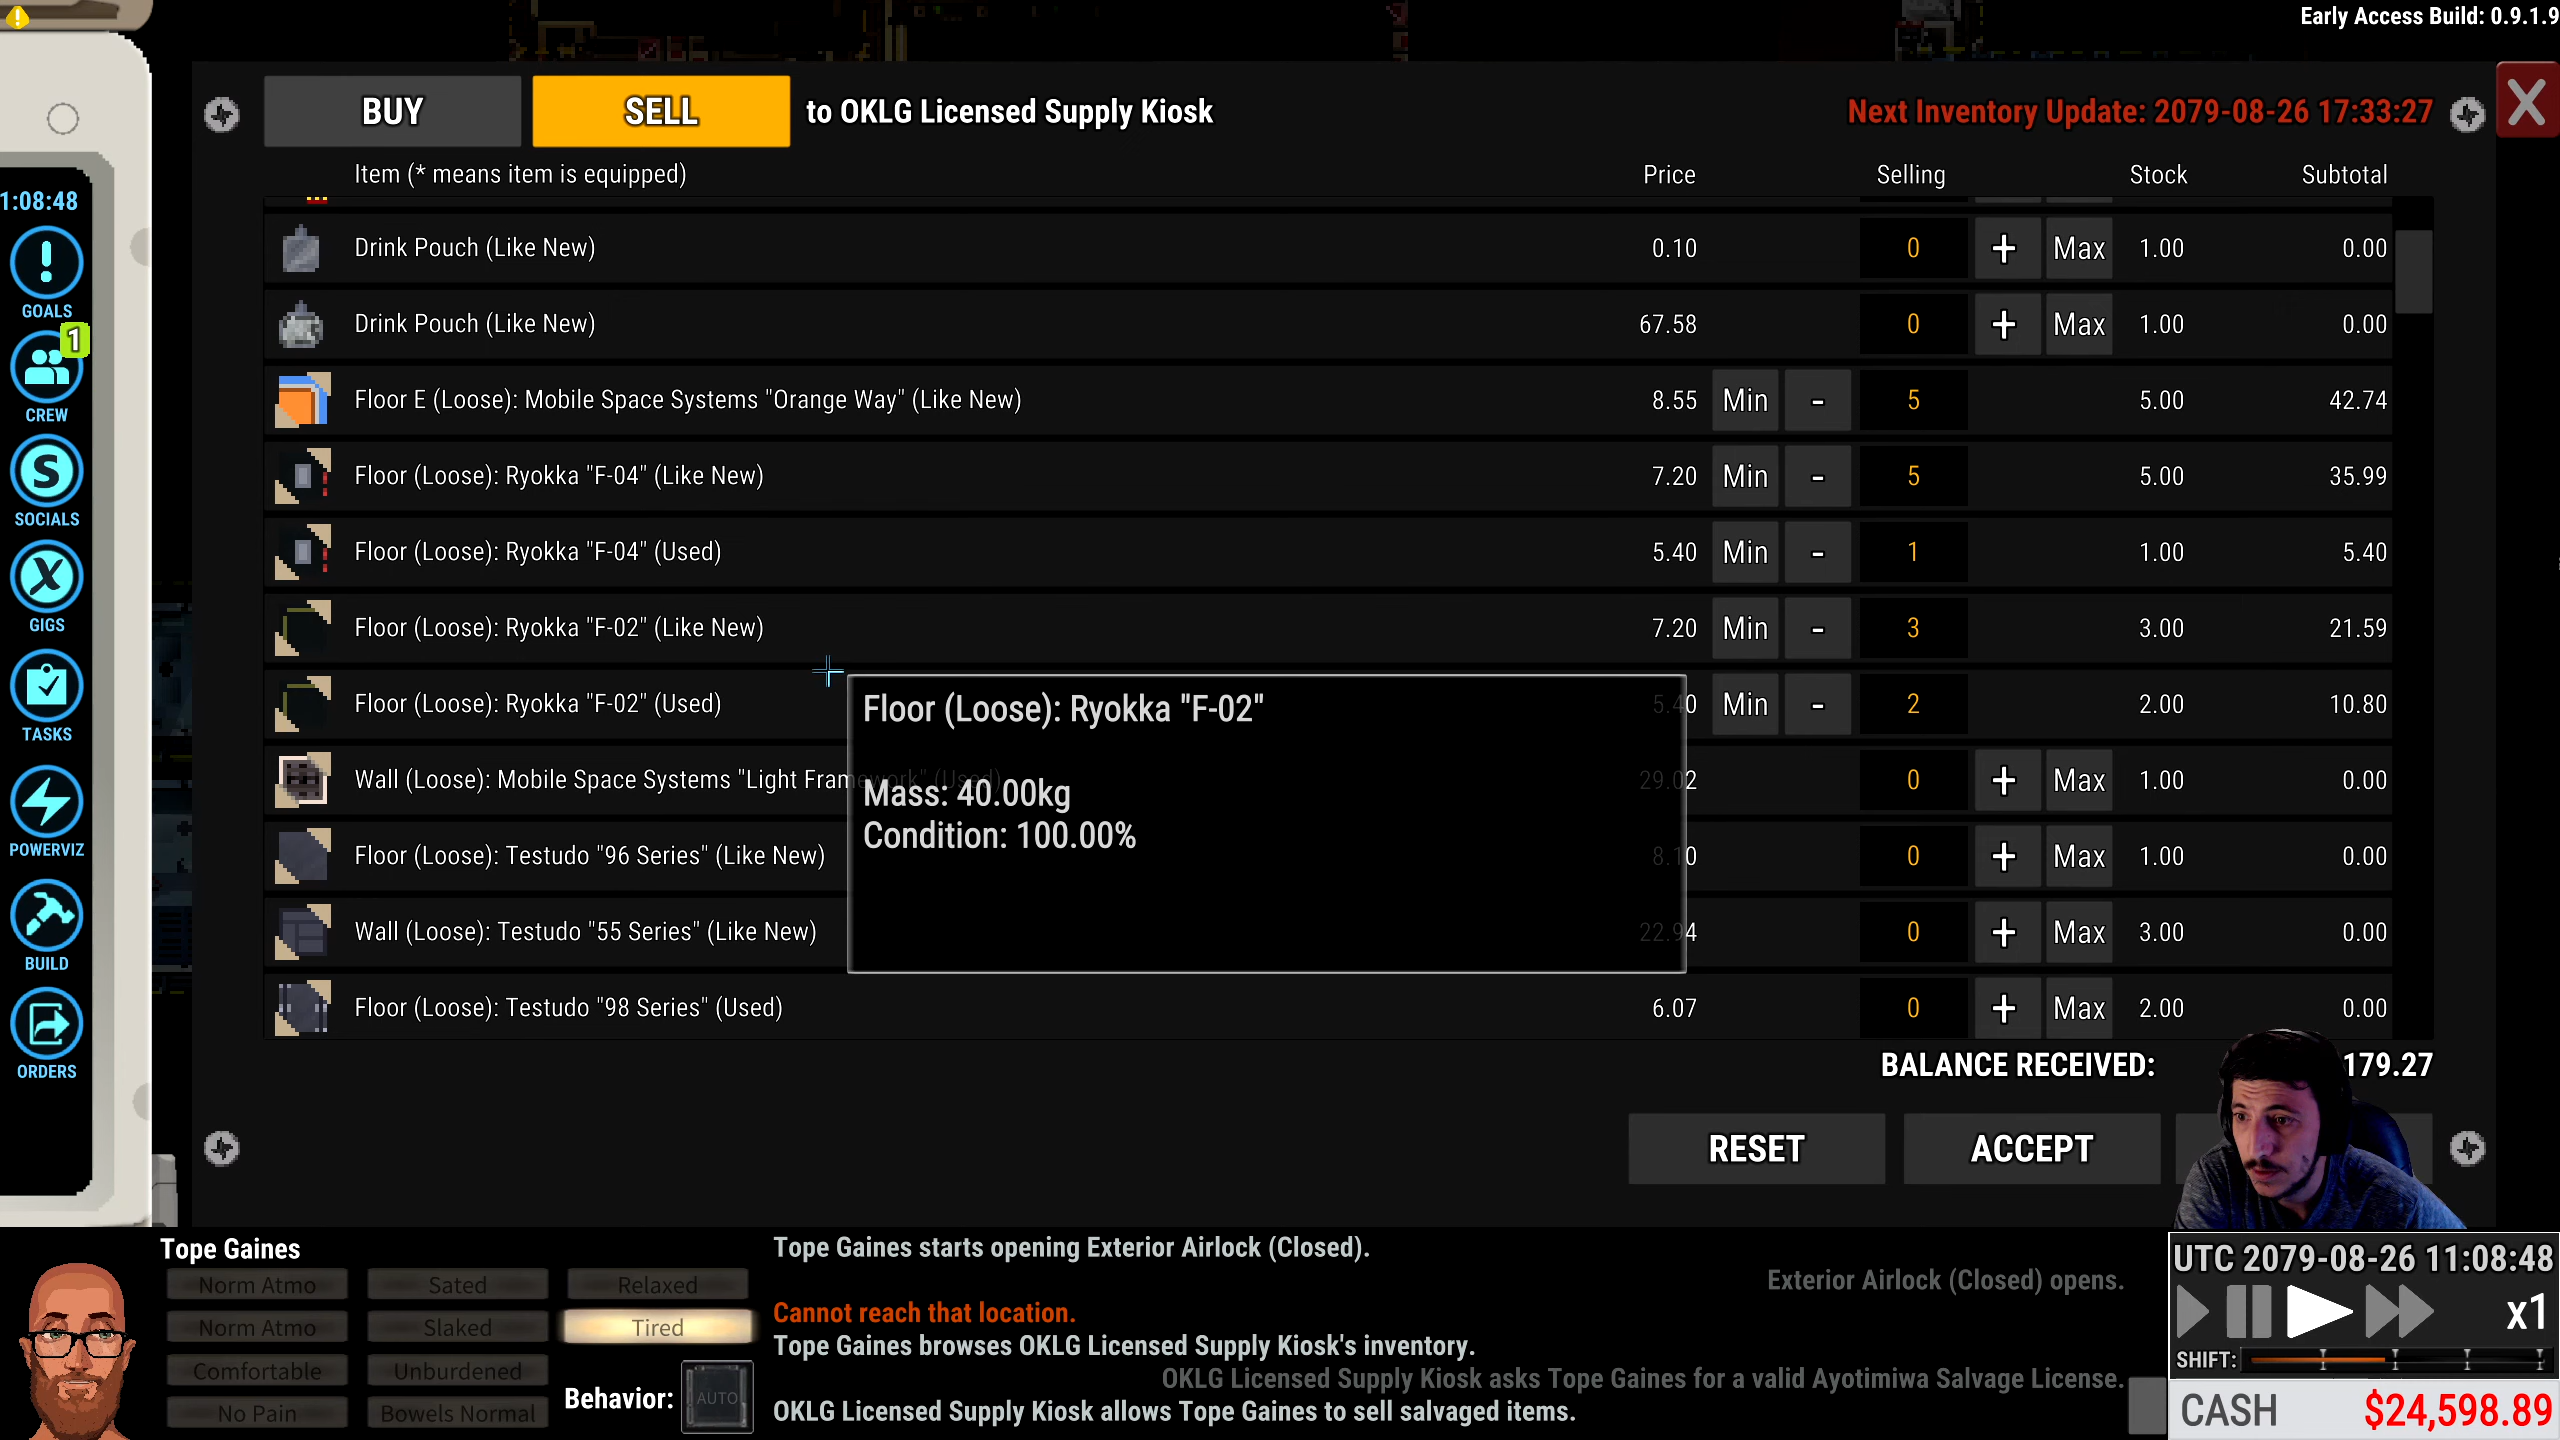 Early Access Build: 0.9.1.9
BUY
SELL
to OKLG Licensed Supply Kiosk
Next Inventory Update: 2079-08-26 17:33:27
X
Item (* means item is equipped)
Price
Selling
Stock
Subtotal
Drink Pouch (Like New) 0.10 0 + Max 1.00 0.00
Drink Pouch (Like New) 67.58 0 + Max 1.00 0.00
Floor E (Loose): Mobile Space Systems "Orange Way" (Like New) 8.55 Min - 5 5.00 42.74
Floor (Loose): Ryokka "F-04" (Like New) 7.20 Min - 5 5.00 35.99
Floor (Loose): Ryokka "F-04" (Used) 5.40 Min - 1 1.00 5.40
Floor (Loose): Ryokka "F-02" (Like New) 7.20 Min - 3 3.00 21.59
Floor (Loose): Ryokka "F-02" (Used) 5.40 Min - 2 2.00 10.80
Wall (Loose): Mobile Space Systems "Light Framework" (Used) 29.02 0 + Max 1.00 0.00
Floor (Loose): Testudo "96 Series" (Like New) 8.10 0 + Max 1.00 0.00
Wall (Loose): Testudo "55 Series" (Like New) 22.94 0 + Max 3.00 0.00
Floor (Loose): Testudo "98 Series" (Used) 6.07 0 + Max 2.00 0.00
Floor (Loose): Ryokka "F-02"
Mass: 40.00kg
Condition: 100.00%
BALANCE RECEIVED:
179.27
RESET
ACCEPT
1:08:48
GOALS
1
CREW
S
SOCIALS
X
GIGS
TASKS
POWERVIZ
BUILD
ORDERS
Tope Gaines
Norm Atmo
Sated
Relaxed
Norm Atmo
Slaked
Tired
Comfortable
Unburdened
No Pain
Bowels Normal
Behavior:
AUTO
Tope Gaines starts opening Exterior Airlock (Closed).
Exterior Airlock (Closed) opens.
Cannot reach that location.
Tope Gaines browses OKLG Licensed Supply Kiosk's inventory.
OKLG Licensed Supply Kiosk asks Tope Gaines for a valid Ayotimiwa Salvage License.
OKLG Licensed Supply Kiosk allows Tope Gaines to sell salvaged items.
UTC 2079-08-26 11:08:48
x1
SHIFT:
CASH
$24,598.89